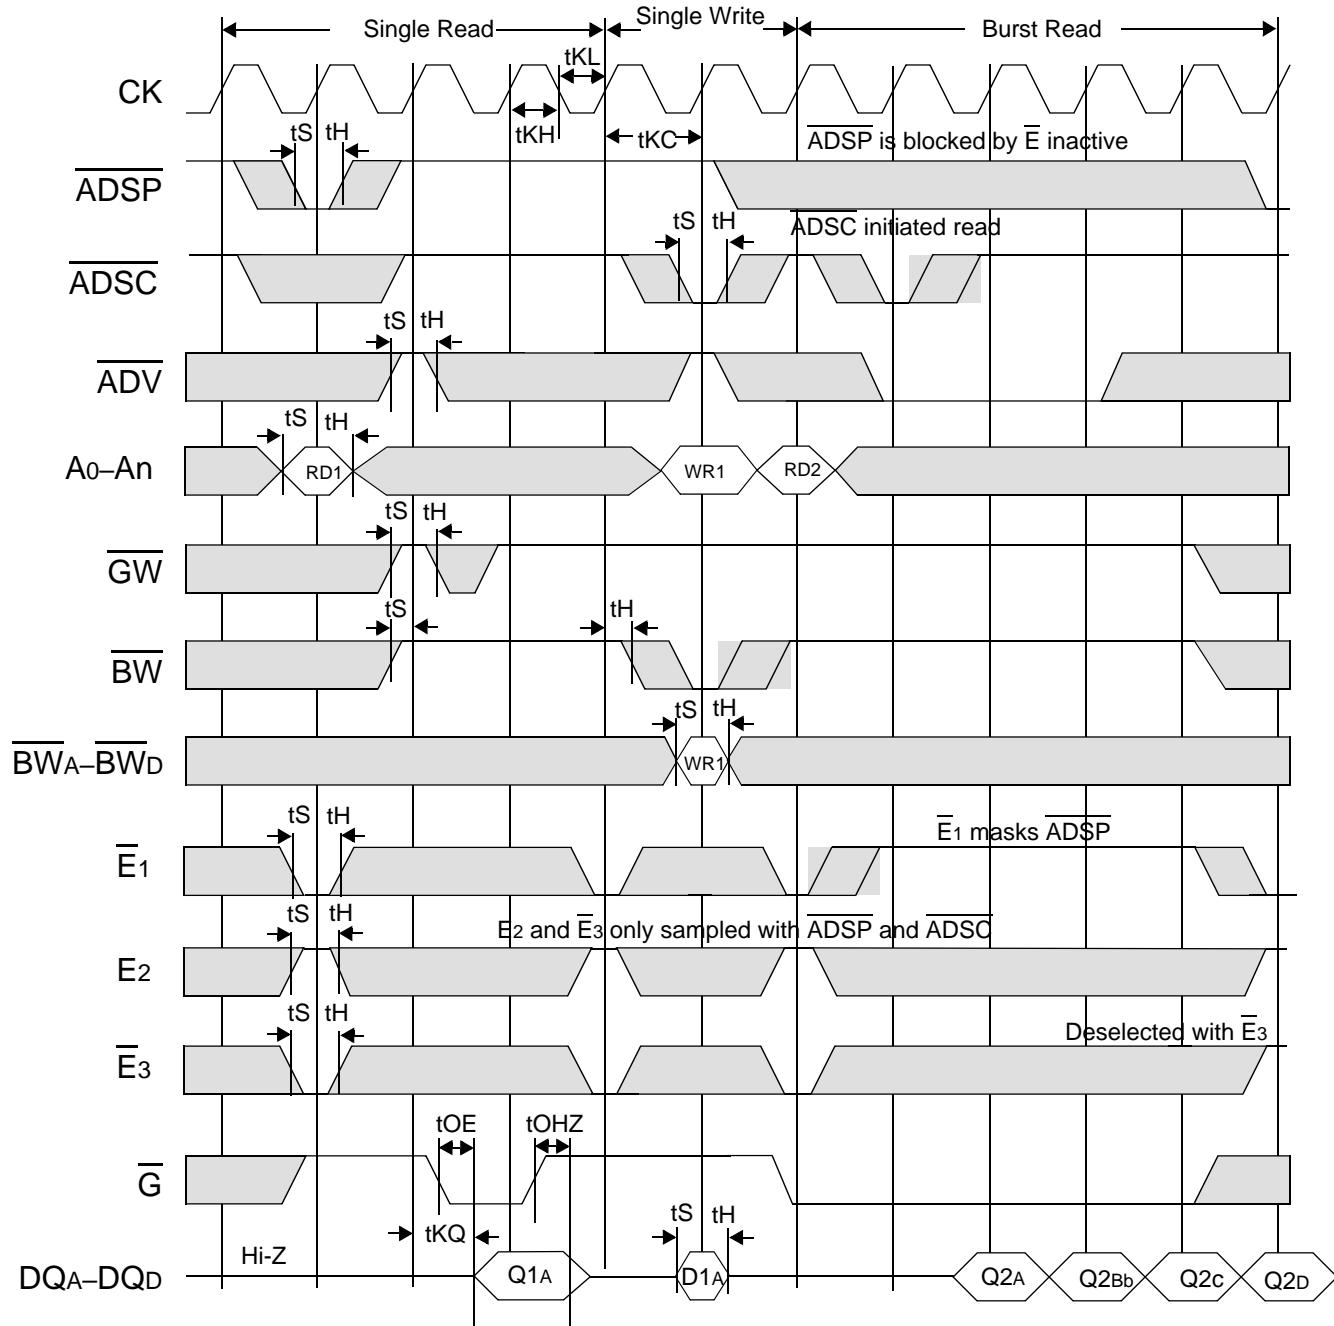 Single Read
Single Write
Burst Read
CK
tKL
tKH
tKC
tS tH
ADSP is blocked by E inactive
ADSP
tS tH
ADSC initiated read
ADSC
tS tH
ADV
tS tH
A0–An
RD1
WR1
RD2
tS tH
GW
tS
tH
BW
tS tH
BWA–BWD
WR1
tS tH
E1 masks ADSP
E1
tS tH
E2 and E3 only sampled with ADSP and ADSC
E2
tS tH
Deselected with E3
E3
tOE
tOHZ
G
tKQ
tS tH
Hi-Z
DQA–DQD
Q1A
D1A
Q2A
Q2Bb
Q2c
Q2D